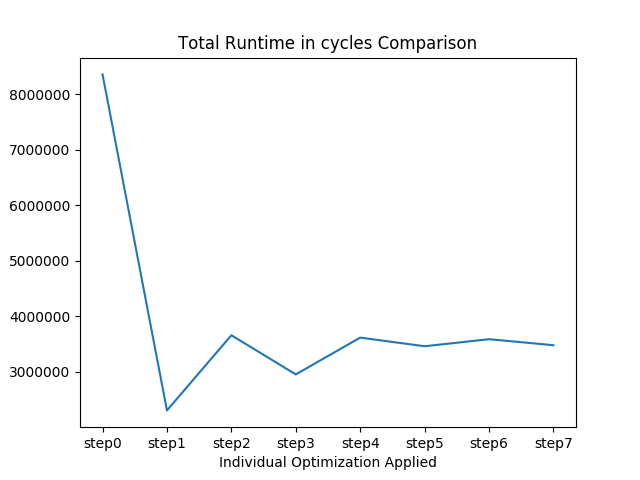 Total Runtime in cycles Comparison
8000000
7000000
6000000
5000000
4000000
3000000
step0 step1 step2 step3 step4 step5 step6 step7
Individual Optimization Applied